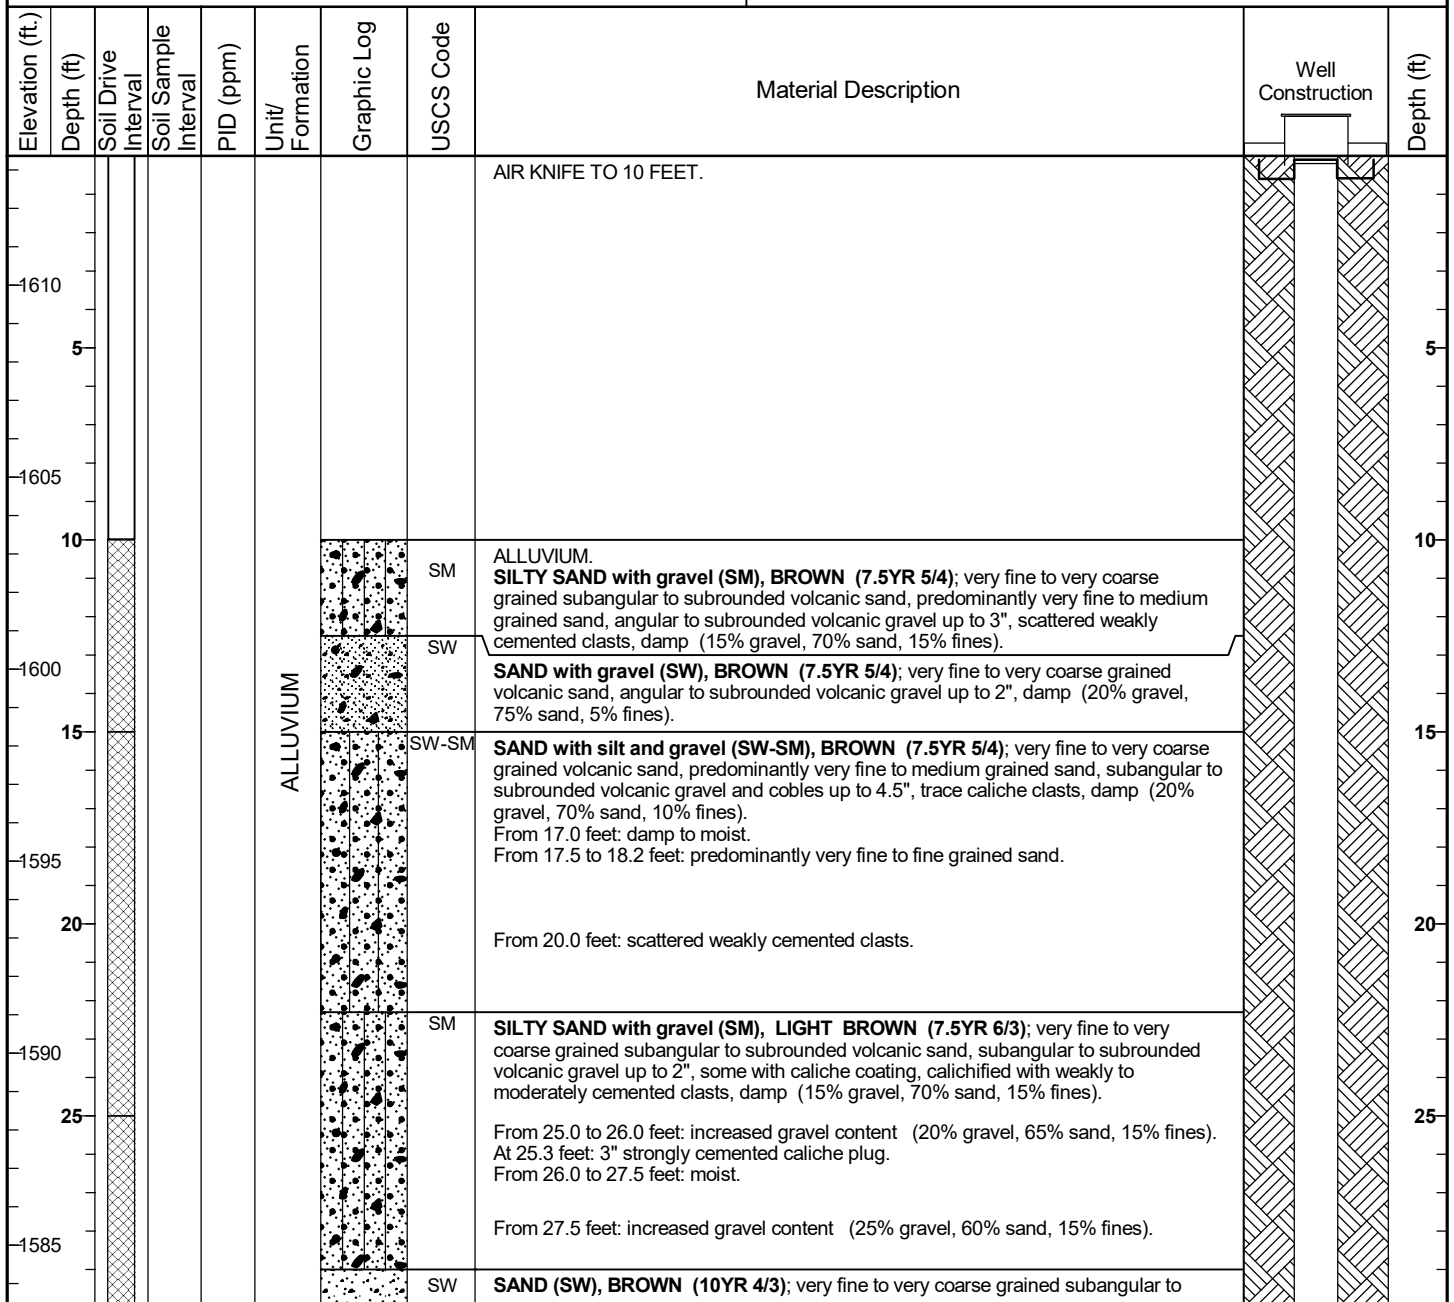 Elevation (ft.)
Depth (ft)
Soil Drive
Interval
Soil Sample
Interval
PID (ppm)
Unit/
Formation
Graphic Log
USCS Code
Material Description
Well
Construction
Depth (ft)
AIR KNIFE TO 10 FEET.
1610
5
5
1605
10
10
SM
ALLUVIUM.
SILTY SAND with gravel (SM), BROWN (7.5YR 5/4); very fine to very coarse
grained subangular to subrounded volcanic sand, predominantly very fine to medium
grained sand, angular to subrounded volcanic gravel up to 3", scattered weakly
cemented clasts, damp (15% gravel, 70% sand, 15% fines).
SW
1600
SAND with gravel (SW), BROWN (7.5YR 5/4); very fine to very coarse grained
volcanic sand, angular to subrounded volcanic gravel up to 2", damp (20% gravel,
75% sand, 5% fines).
ALLUVIUM
15
15
SW-SM
SAND with silt and gravel (SW-SM), BROWN (7.5YR 5/4); very fine to very coarse
grained volcanic sand, predominantly very fine to medium grained sand, subangular to
subrounded volcanic gravel and cobles up to 4.5", trace caliche clasts, damp (20%
gravel, 70% sand, 10% fines).
From 17.0 feet: damp to moist.
From 17.5 to 18.2 feet: predominantly very fine to fine grained sand.
1595
20
20
From 20.0 feet: scattered weakly cemented clasts.
SM
SILTY SAND with gravel (SM), LIGHT BROWN (7.5YR 6/3); very fine to very
coarse grained subangular to subrounded volcanic sand, subangular to subrounded
volcanic gravel up to 2", some with caliche coating, calichified with weakly to
moderately cemented clasts, damp (15% gravel, 70% sand, 15% fines).
1590
25
25
From 25.0 to 26.0 feet: increased gravel content (20% gravel, 65% sand, 15% fines).
At 25.3 feet: 3" strongly cemented caliche plug.
From 26.0 to 27.5 feet: moist.
From 27.5 feet: increased gravel content (25% gravel, 60% sand, 15% fines).
1585
SW
SAND (SW), BROWN (10YR 4/3); very fine to very coarse grained subangular to